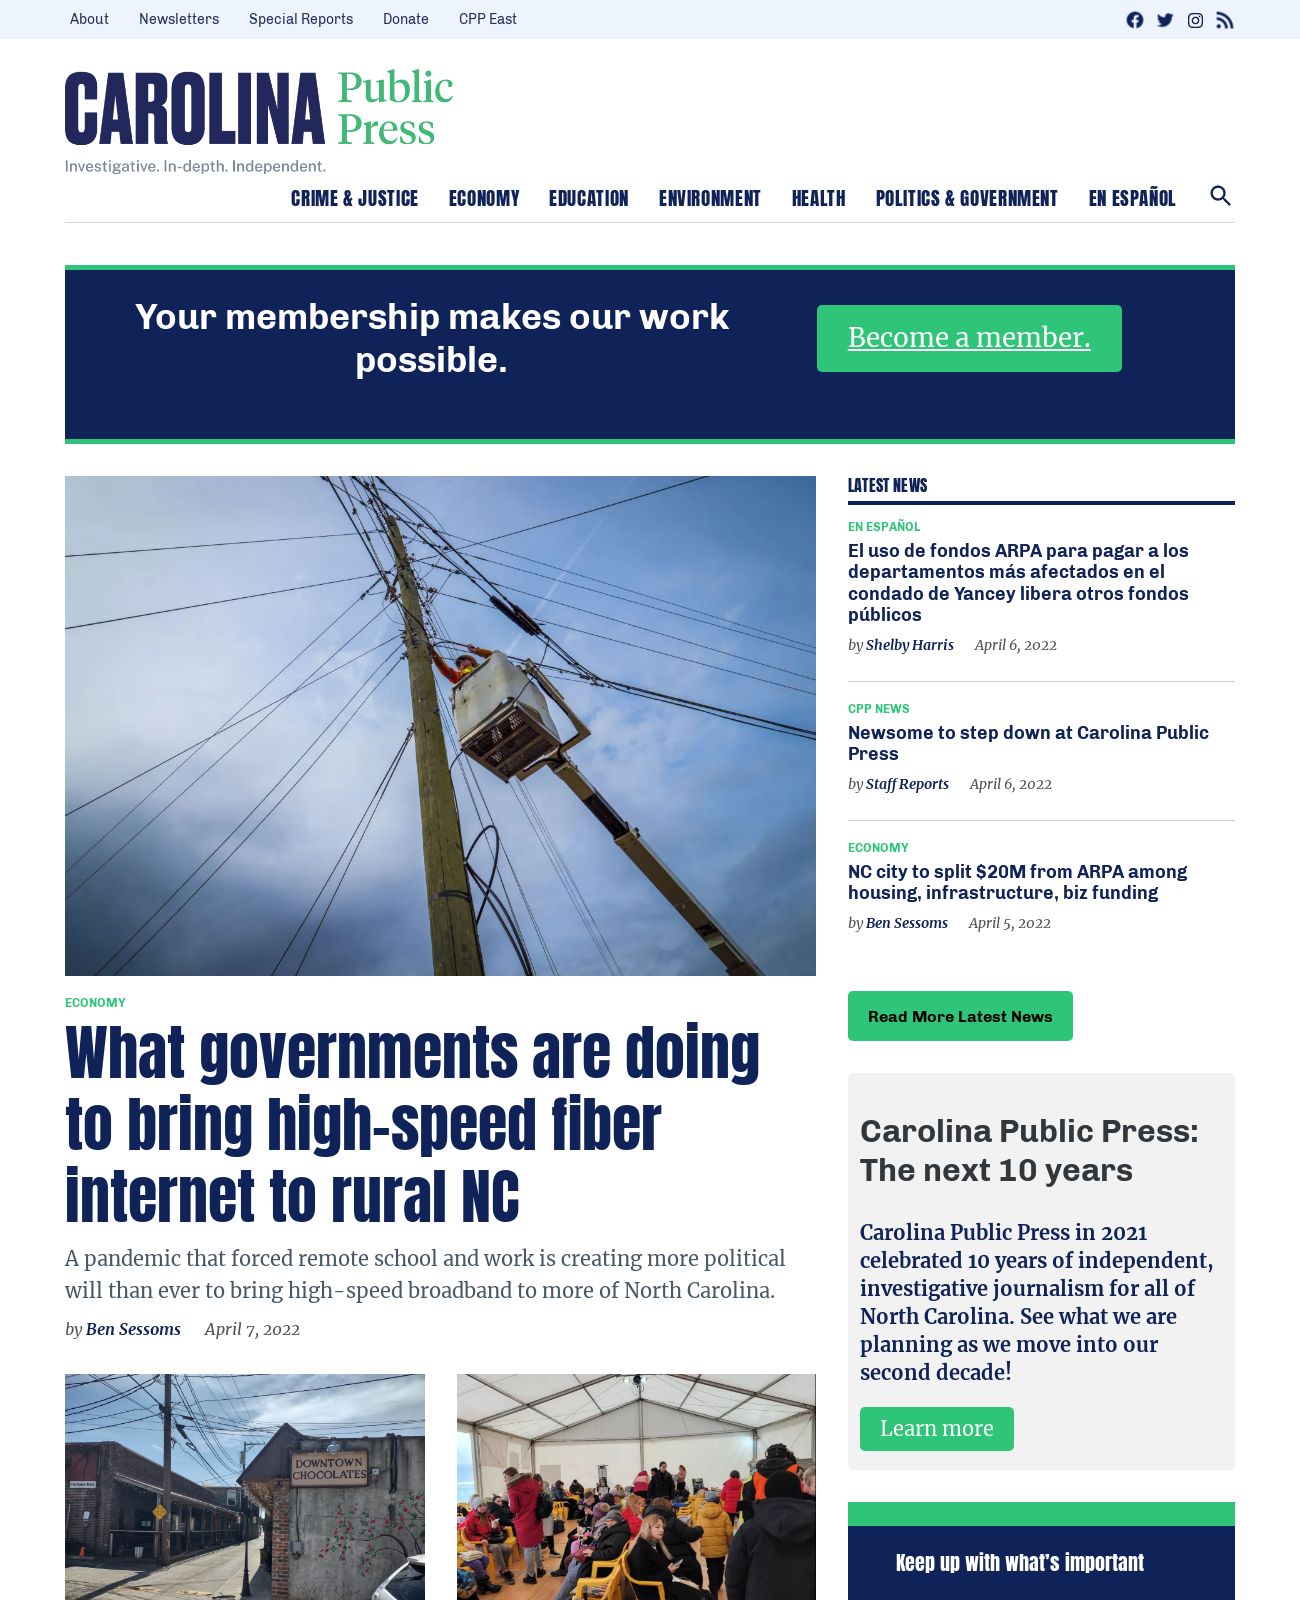 About
Newsletters
Special Reports
Donate
CPP East
CAROLINA
Public
Press
Investigative. In-depth. Independent.
CRIME & JUSTICE
ECONOMY
EDUCATION
ENVIRONMENT
HEALTH
POLITICS & GOVERNMENT
EN ESPAÑOL
Your membership makes our work
possible.
Become a member.
ECONOMY
What governments are doing
to bring high-speed fiber
internet to rural NC
A pandemic that forced remote school and work is creating more political
will than ever to bring high-speed broadband to more of North Carolina.
by Ben Sessoms April 7, 2022
DOWNTOWN
CHOCOLATES
LATEST NEWS
EN ESPAÑOL
El uso de fondos ARPA para pagar a los
departamentos más afectados en el
condado de Yancey libera otros fondos
públicos
by Shelby Harris April 6, 2022
CPP NEWS
Newsome to step down at Carolina Public
Press
by Staff Reports April 6, 2022
ECONOMY
NC city to split $20M from ARPA among
housing, infrastructure, biz funding
by Ben Sessoms April 5, 2022
Read More Latest News
Carolina Public Press:
The next 10 years
Carolina Public Press in 2021
celebrated 10 years of independent,
investigative journalism for all of
North Carolina. See what we are
planning as we move into our
second decade!
Learn more
Keep up with what's important